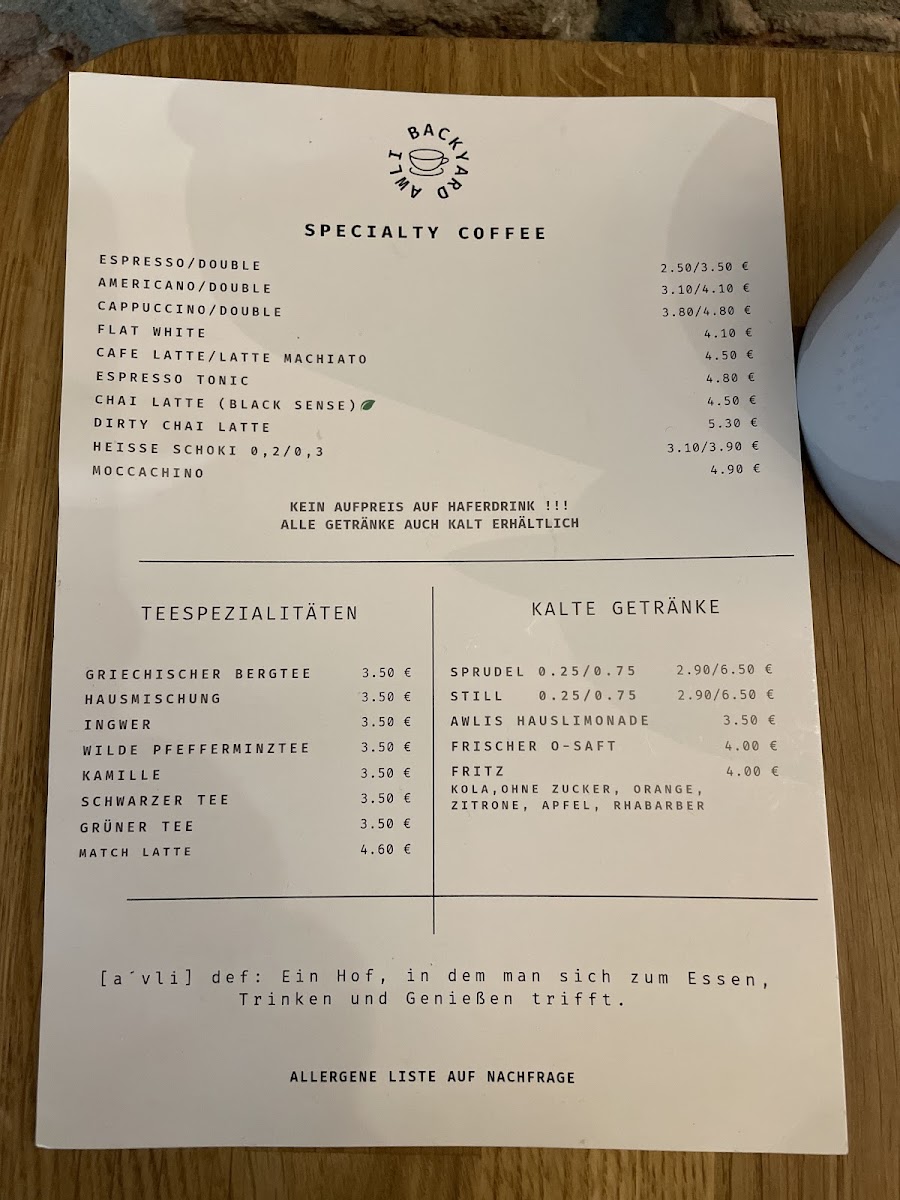 BACKYARD AWLI
SPECIALTY COFFEE
ESPRESSO/DOUBLE 2.50/3.50 €
AMERICANO/DOUBLE 3.10/4.10 €
CAPPUCCINO/DOUBLE 3.80/4.80 €
FLAT WHITE 4.10 €
CAFE LATTE/LATTE MACHIATO 4.50 €
ESPRESSO TONIC 4.80 €
CHAI LATTE (BLACK SENSE) 4.50 €
DIRTY CHAI LATTE 5.30 €
HEISSE SCHOKI 0,2/0,3 3.10/3.90 €
MOCCACHINO 4.90 €
KEIN AUFPREIS AUF HAFERDRINK !!!
ALLE GETRÄNKE AUCH KALT ERHÄLTLICH
TEESPEZIALITÄTEN
GRIECHISCHER BERGTEE 3.50 €
HAUSMISCHUNG 3.50 €
INGWER 3.50 €
WILDE PFEFFERMINZTEE 3.50 €
KAMILLE 3.50 €
SCHWARZER TEE 3.50 €
GRÜNER TEE 3.50 €
MATCH LATTE 4.60 €
KALTE GETRÄNKE
SPRUDEL 0.25/0.75 2.90/6.50 €
STILL 0.25/0.75 2.90/6.50 €
AWLIS HAUSLIMONADE 3.50 €
FRISCHER O-SAFT 4.00 €
FRITZ 4.00 €
KOLA,OHNE ZUCKER, ORANGE,
ZITRONE, APFEL, RHABARBER
[a´vli] def: Ein Hof, in dem man sich zum Essen,
Trinken und Genießen trifft.
ALLERGENE LISTE AUF NACHFRAGE